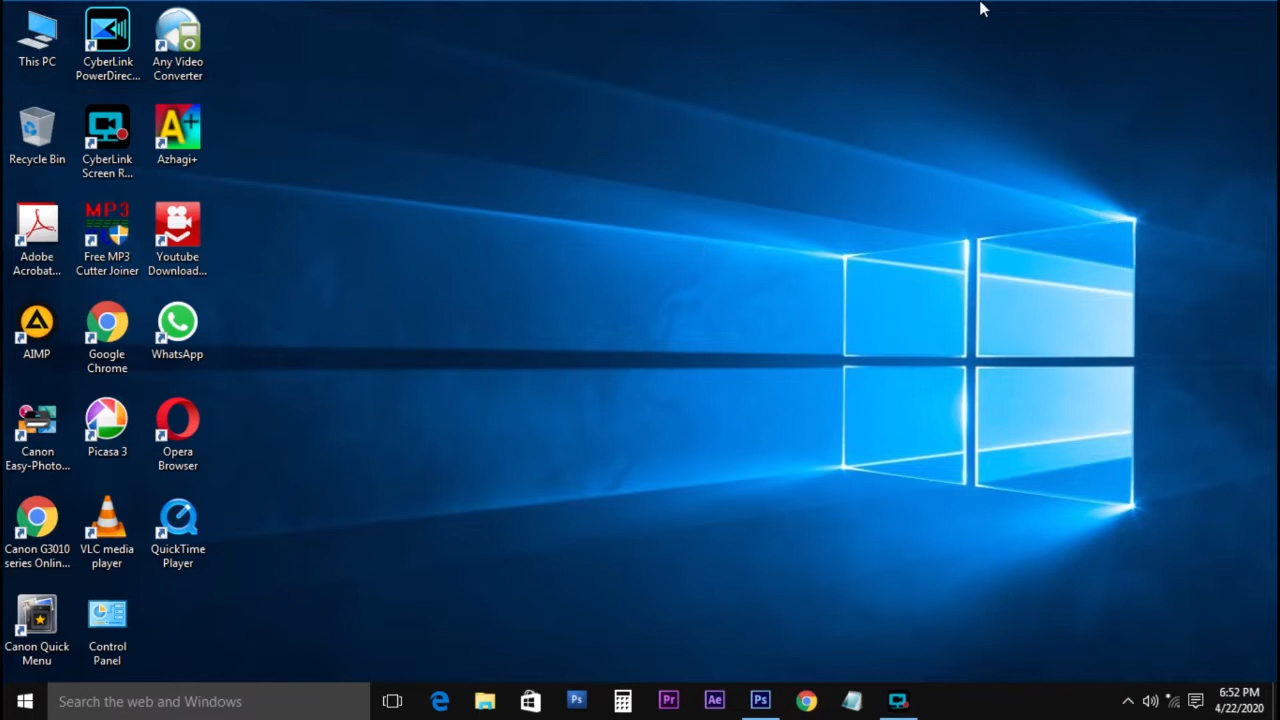 This PC
CyberLink
PowerDirec...
Any Video
Converter
Recycle Bin
CyberLink
Screen R...
A+
Azhagi+
Adobe
Acrobat...
MP3
Free MP3
Cutter Joiner
Youtube
Download...
AIMP
Google
Chrome
WhatsApp
Canon
Easy-Photo...
Picasa 3
Opera
Browser
Canon G3010
series Onlin...
VLC media
player
QuickTime
Player
Canon Quick
Menu
Control
Panel
Search the web and Windows
Ps
Pr
Ae
Ps
6:52 PM
4/22/2020